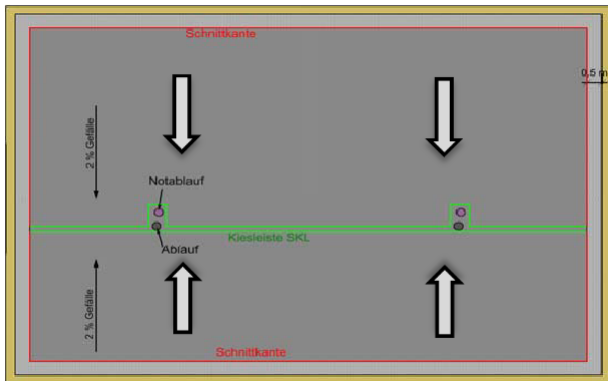 Schnittkante
0,5 m
2 % Gefälle
Notablauf
Kiesleiste SKL
Ablauf
2 % Gefälle
Schnittkante